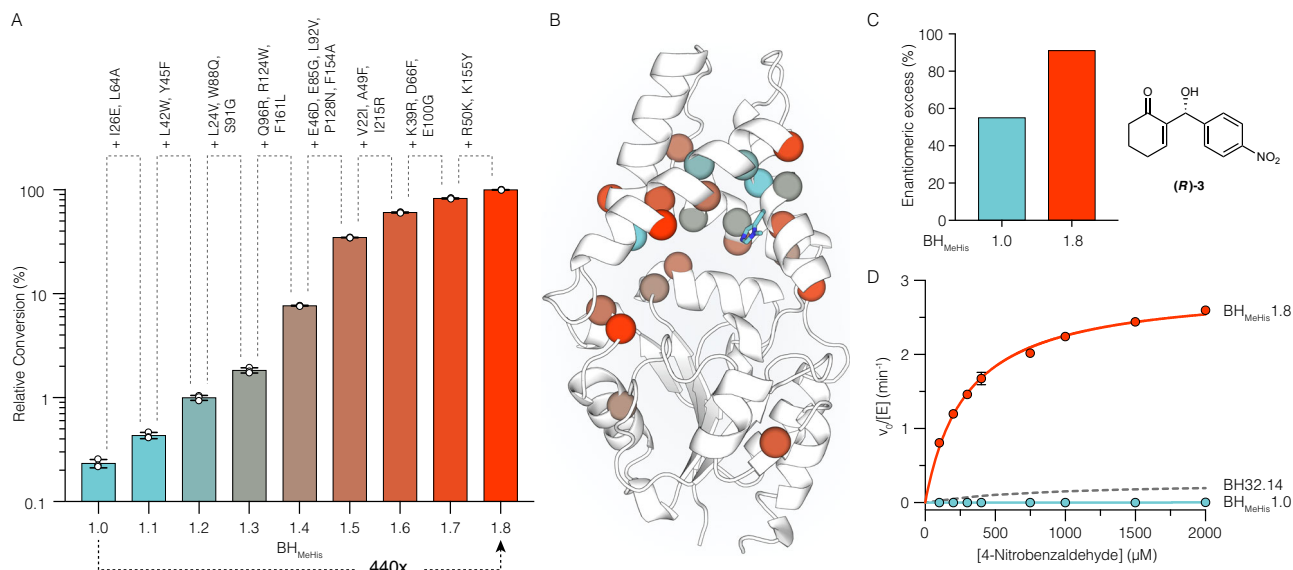 A
+ I26E, L64A
+ L42W, Y45F
+ L24V, W88Q,
S91G
+ Q96R, R124W,
F161L
+ E46D, E85G, L92V,
P128N, F154A
+ V22I, A49F,
I215R
+ K39R, D66F,
E100G
+ R50K, K155Y
Relative Conversion (%)
100
10
1
0.1
1.0 1.1 1.2 1.3 1.4 1.5 1.6 1.7 1.8
BHMeHis
440x
B
C
Enantiomeric excess (%)
100
80
60
40
20
0
BHMeHis 1.0 1.8
O OH
NO2
(R)-3
D
v0/[E] (min-1)
3
2
1
0
BHMeHis1.8
BH32.14
BHMeHis1.0
0 500 1000 1500 2000
[4-Nitrobenzaldehyde] (µM)